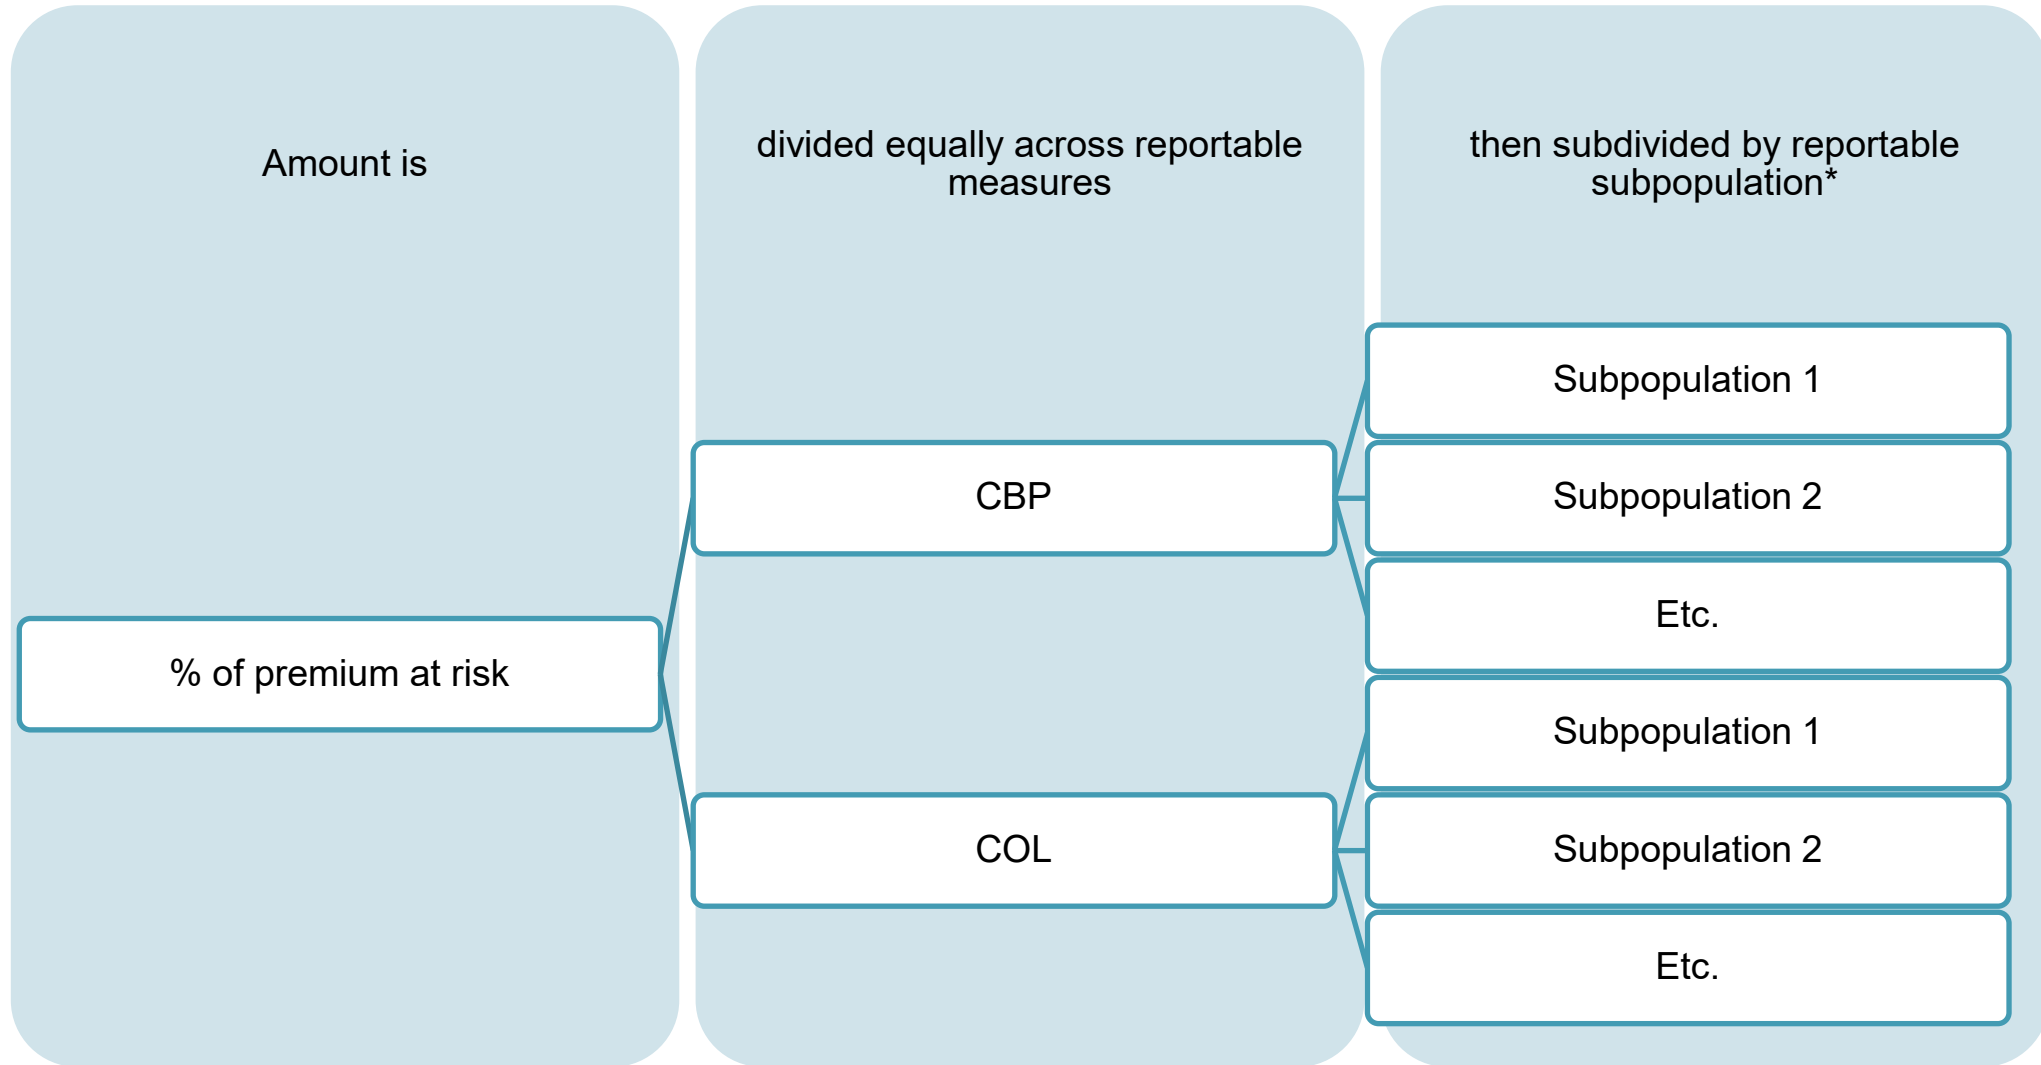 Amount is
divided equally across reportable
measures
then subdivided by reportable
subpopulation*
% of premium at risk
CBP
Subpopulation 1
Subpopulation 2
Etc.
COL
Subpopulation 1
Subpopulation 2
Etc.